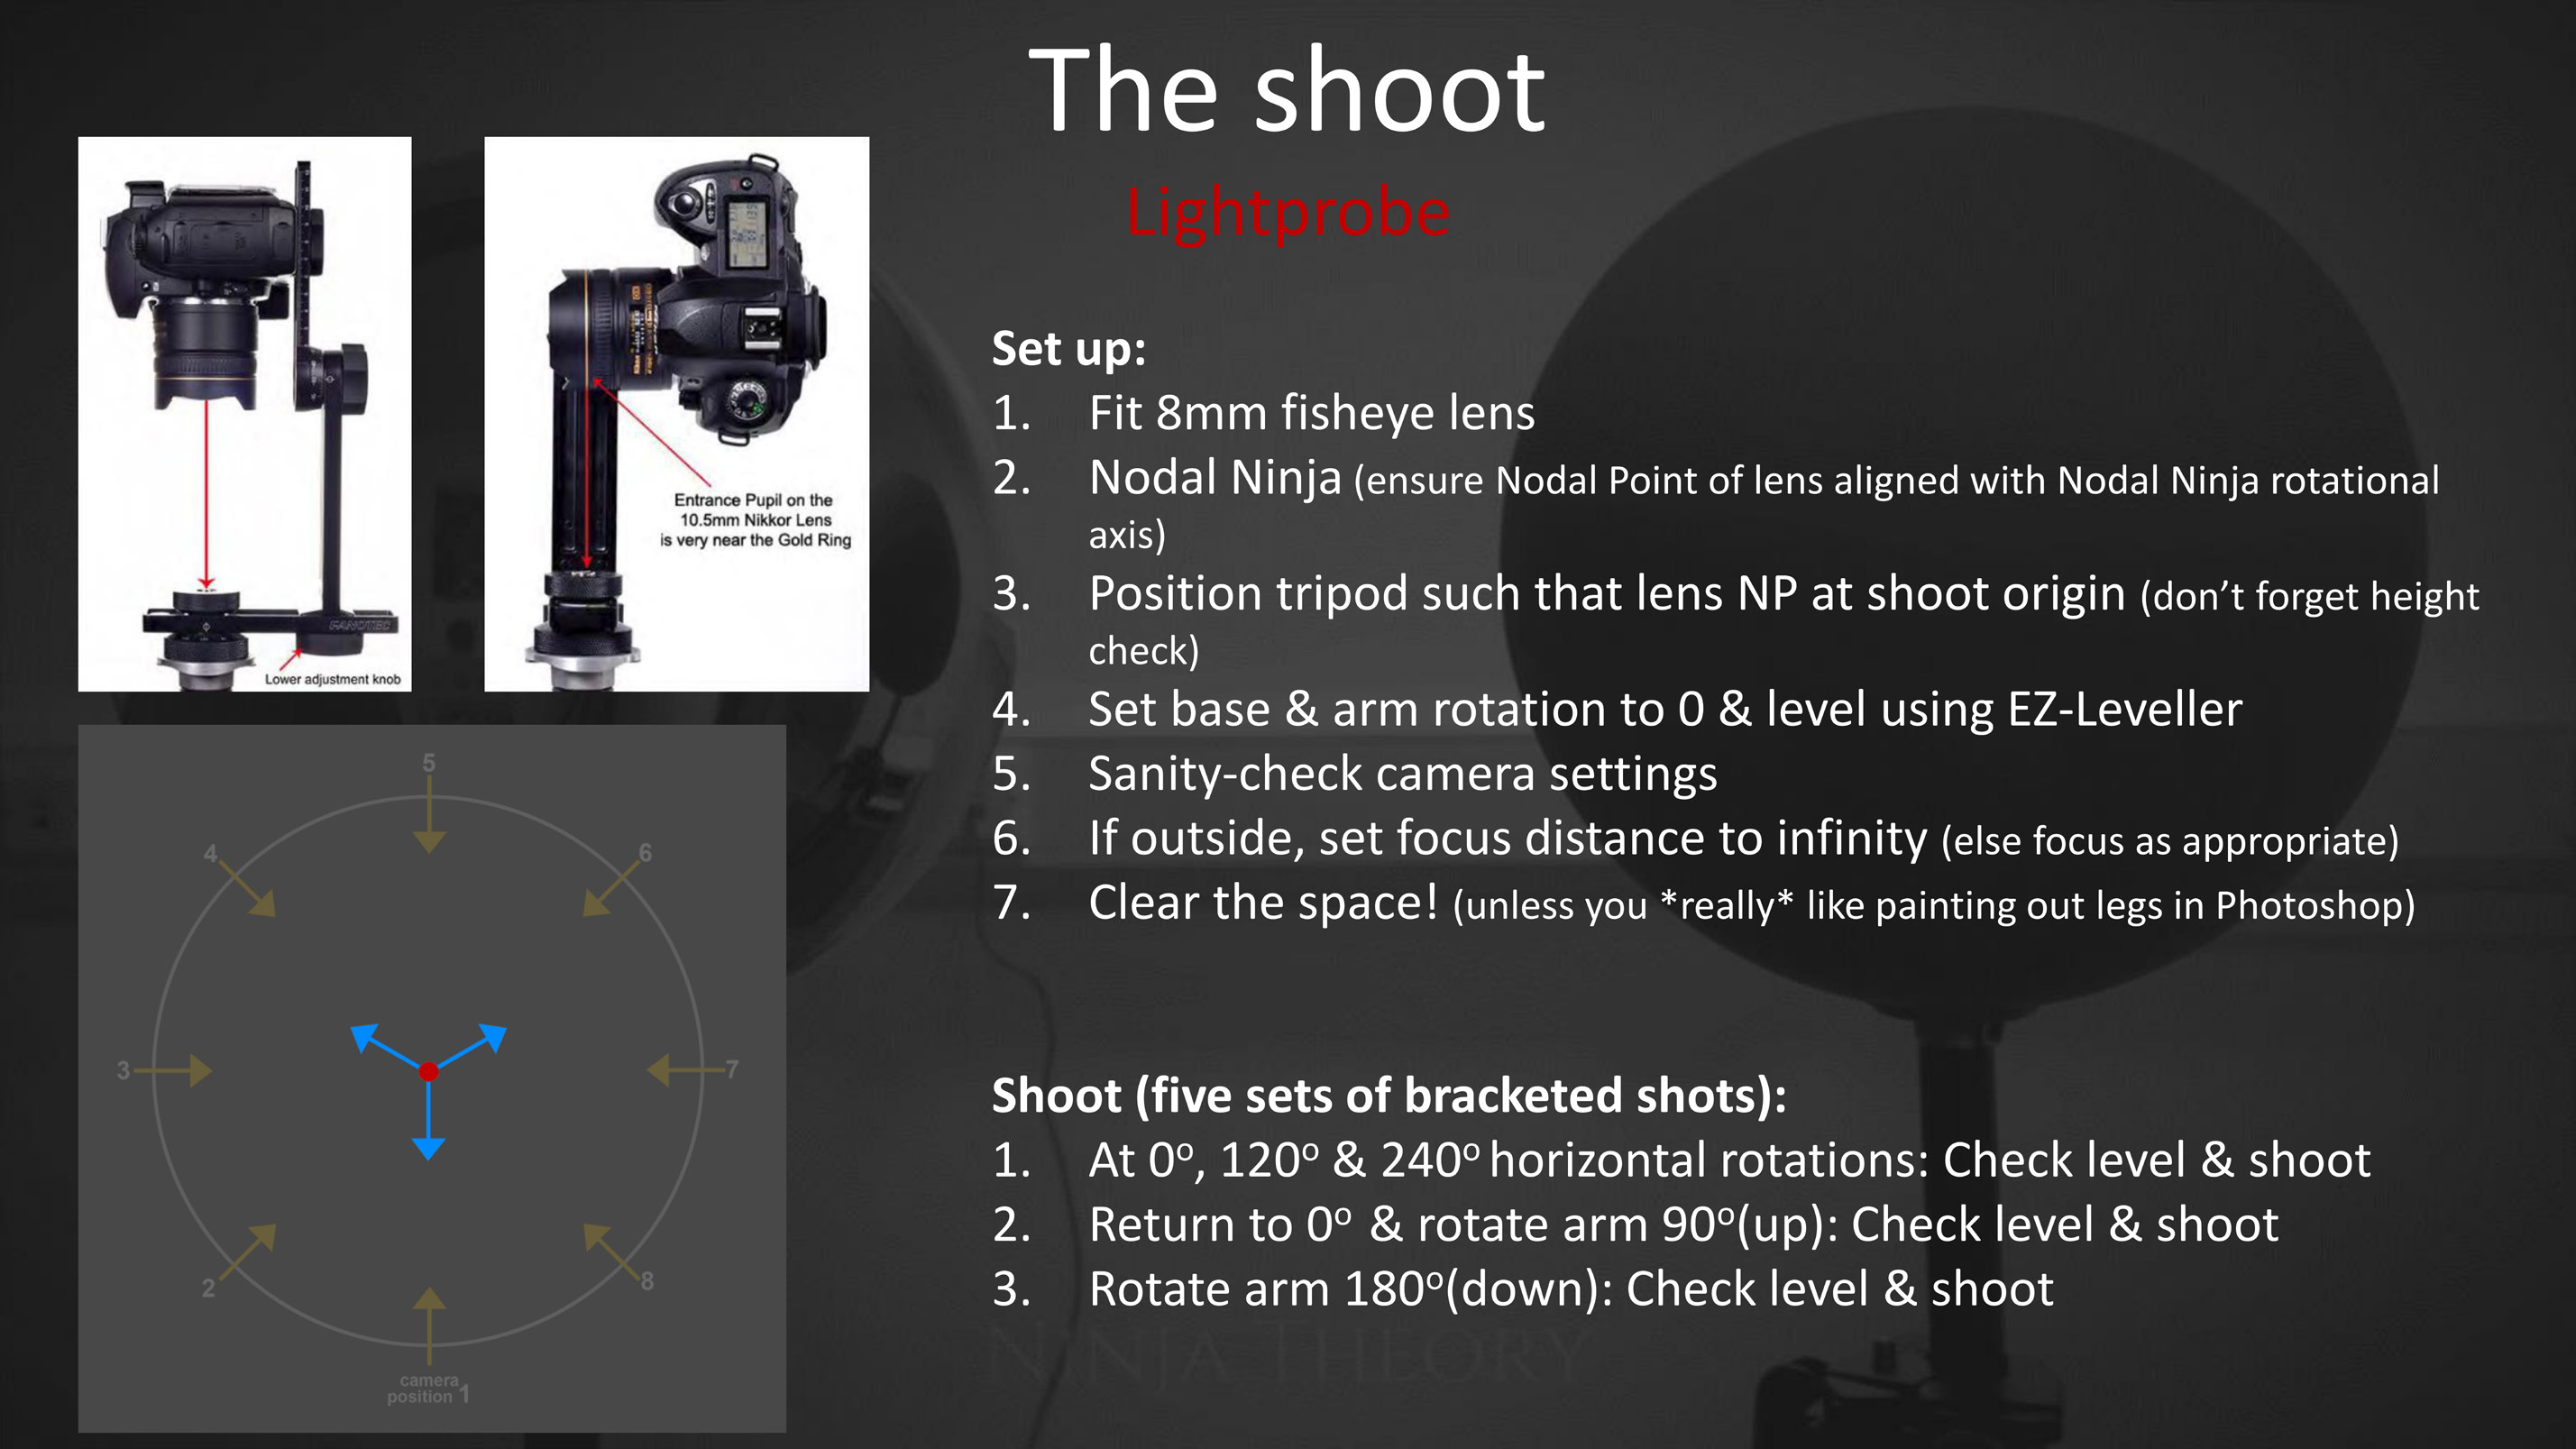 The shoot
Lightprobe
Lower adjustment knob
FANOTEC
Entrance Pupil on the
10.5mm Nikkor Lens
is very near the Gold Ring
Set up:
1. Fit 8mm fisheye lens
2. Nodal Ninja (ensure Nodal Point of lens aligned with Nodal Ninja rotational
axis)
3. Position tripod such that lens NP at shoot origin (don’t forget height
check)
4. Set base & arm rotation to 0 & level using EZ-Leveller
5. Sanity-check camera settings
6. If outside, set focus distance to infinity (else focus as appropriate)
7. Clear the space! (unless you *really* like painting out legs in Photoshop)
5
4
6
3
7
2
8
camera
position 1
Shoot (five sets of bracketed shots):
1. At 0º, 120º & 240º horizontal rotations: Check level & shoot
2. Return to 0º & rotate arm 90º(up): Check level & shoot
3. Rotate arm 180º(down): Check level & shoot
NINJA THEORY